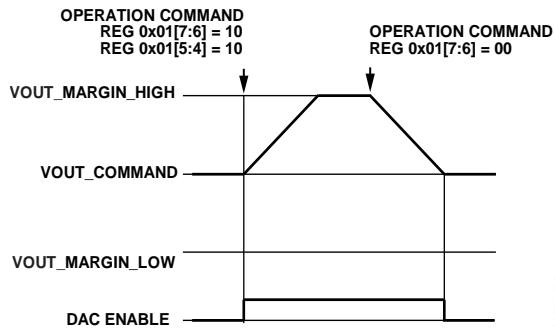 OPERATION COMMAND
REG 0x01[7:6] = 10
REG 0x01[5:4] = 10
OPERATION COMMAND
REG 0x01[7:6] = 00
VOUT_MARGIN_HIGH
VOUT_COMMAND
VOUT_MARGIN_LOW
DAC ENABLE